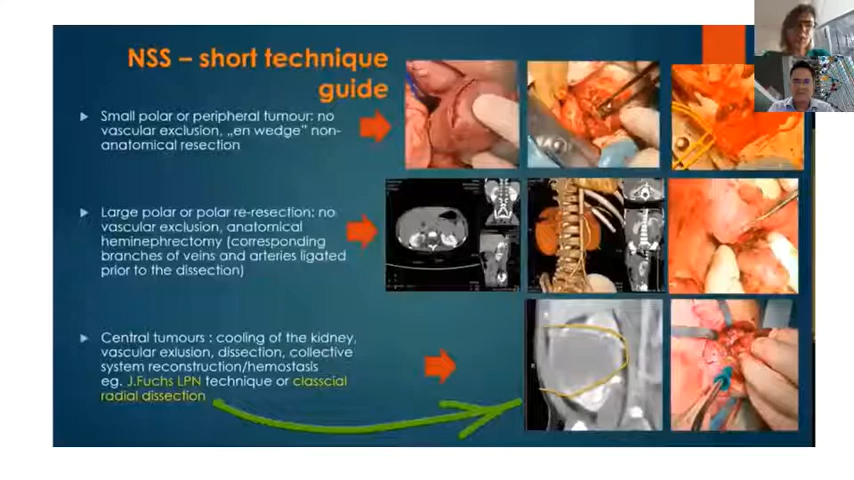 NSS – short technique
guide
Small polar or peripheral tumour: no
vascular exclusion, „en wedge” non-
anatomical resection
Large polar or polar re-resection: no
vascular exclusion, anatomical
heminephrectomy (corresponding
branches of veins and arteries ligated
prior to the dissection)
Central tumours : cooling of the kidney,
vascular exlusion, dissection, collective
system reconstruction/hemostasis
eg. J.Fuchs LPN technique or classcial
radial dissection